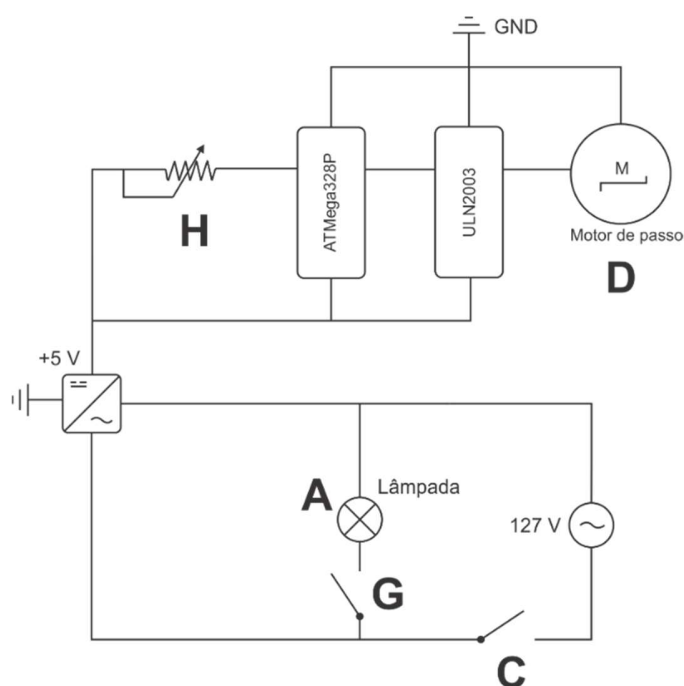 GND
ATMega328P
ULN2003
M
Motor de passo
H
D
+5 V
A
Lâmpada
127 V
G
C